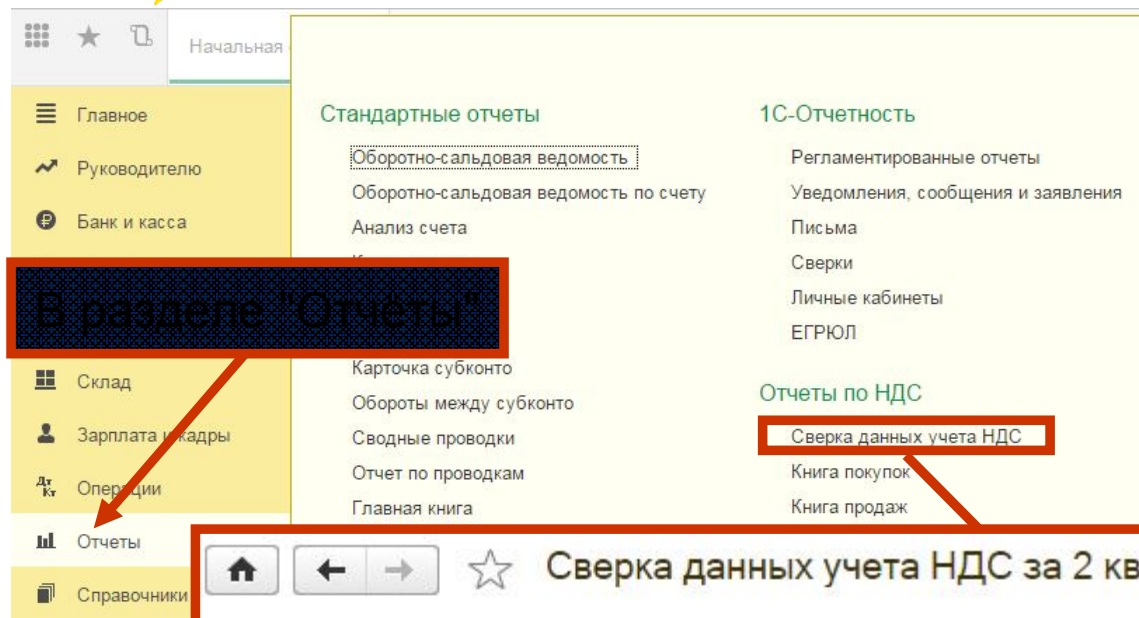 Начальная
Главное
Руководителю
Банк и касса
Склад
Зарплата и кадры
Дт
Кт
Операции
Отчеты
Справочники
В разделе "Отчёты"
Стандартные отчеты
Оборотно-сальдовая ведомость
Оборотно-сальдовая ведомость по счету
Анализ счета
Карточка субконто
Обороты между субконто
Сводные проводки
Отчет по проводкам
Главная книга
1С-Отчетность
Регламентированные отчеты
Уведомления, сообщения и заявления
Письма
Сверки
Личные кабинеты
ЕГРЮЛ
Отчеты по НДС
Сверка данных учета НДС
Книга покупок
Книга продаж
Сверка данных учета НДС за 2 кв